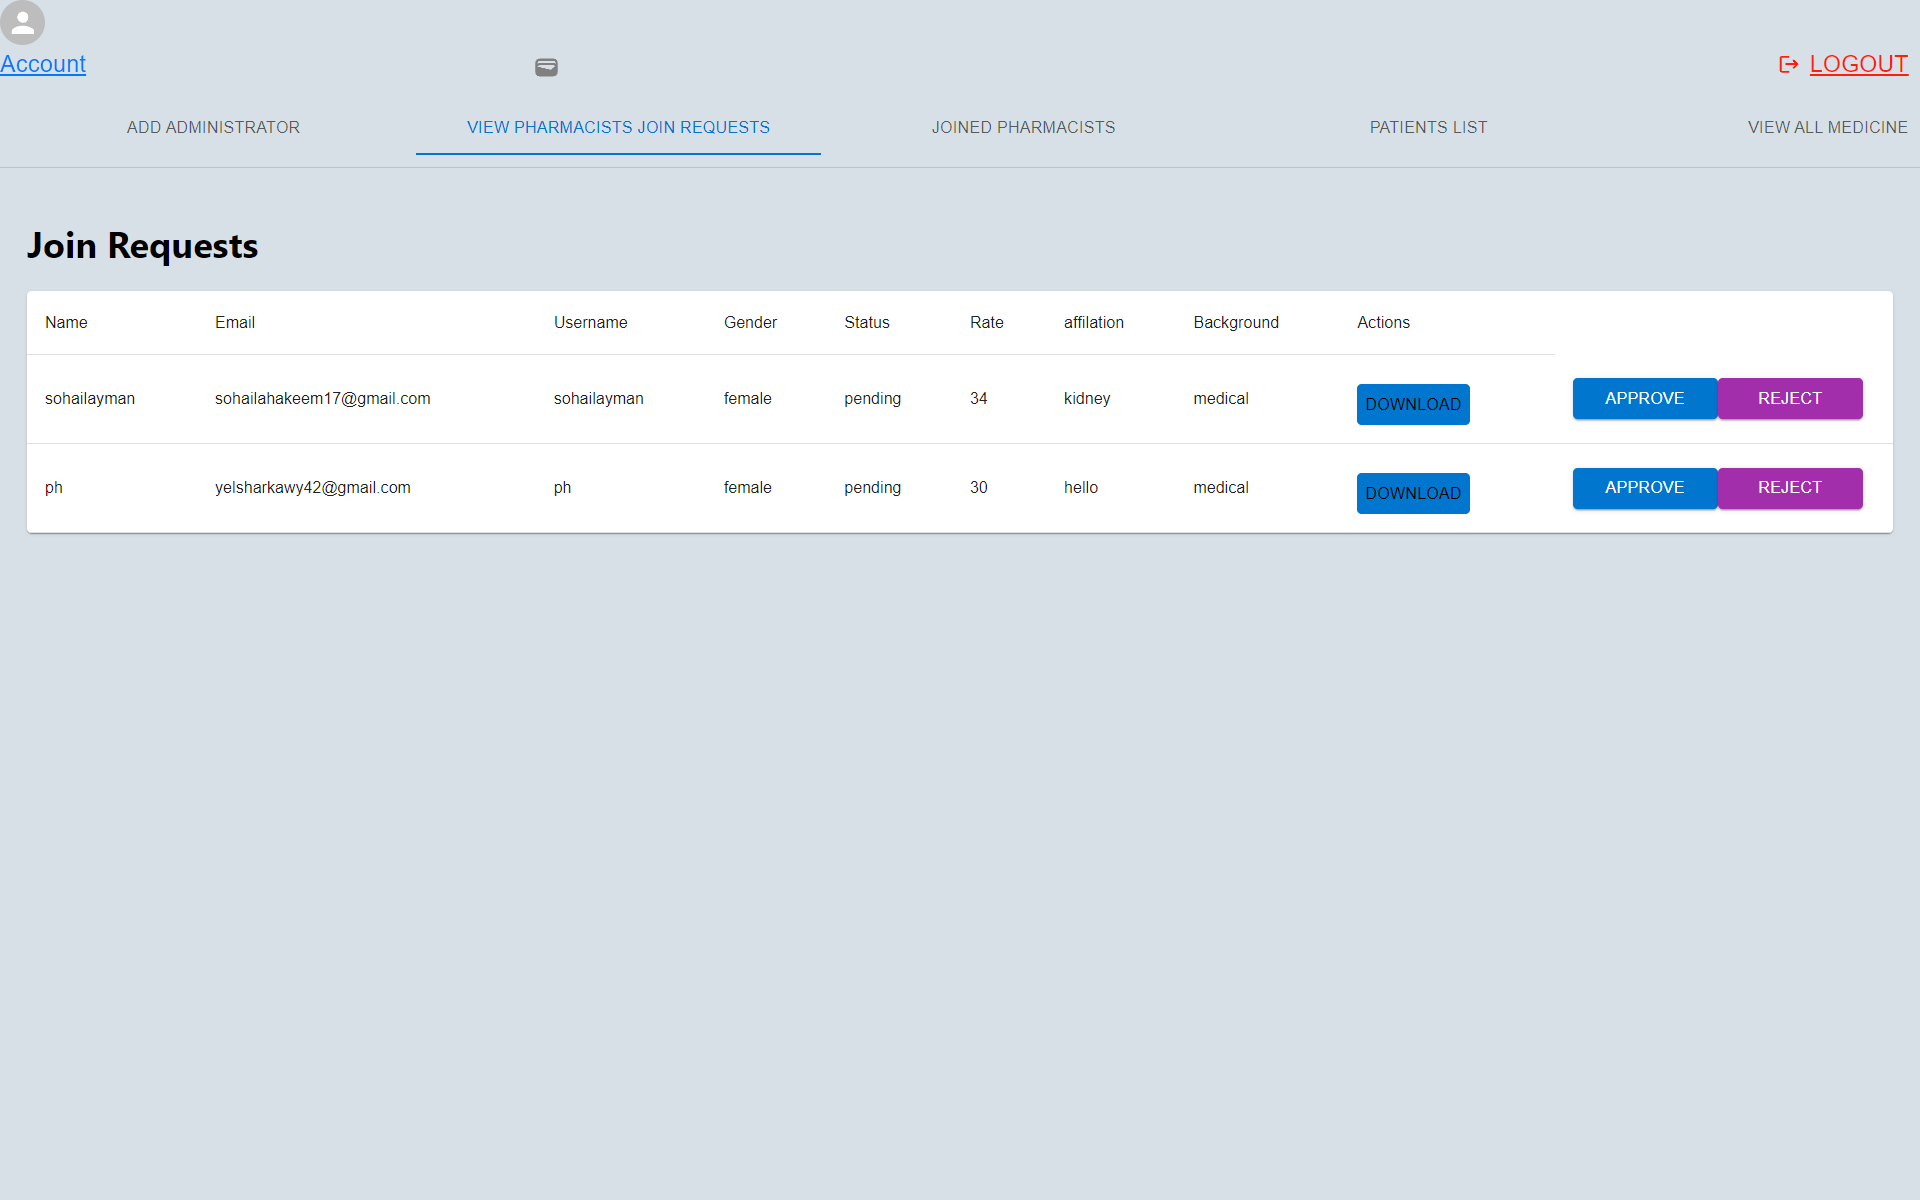 Account
LOGOUT
ADD ADMINISTRATOR VIEW PHARMACISTS JOIN REQUESTS JOINED PHARMACISTS PATIENTS LIST VIEW ALL MEDICINE
Join Requests
Name Email Username Gender Status Rate affilation Background Actions
sohailayman sohailahakeem17@gmail.com sohailayman female pending 34 kidney medical DOWNLOAD APPROVE REJECT
ph yelsharkawy42@gmail.com ph female pending 30 hello medical DOWNLOAD APPROVE REJECT